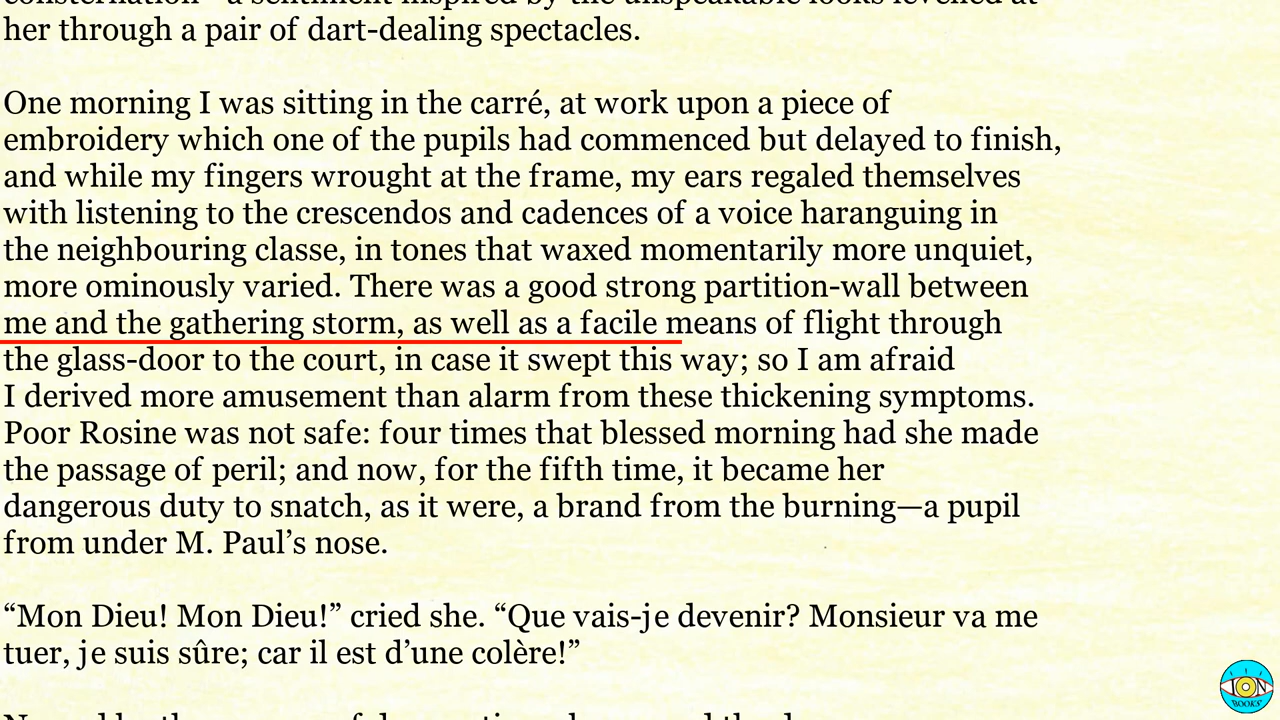 her through a pair of dart-dealing spectacles.
One morning I was sitting in the carré, at work upon a piece of
embroidery which one of the pupils had commenced but delayed to finish,
and while my fingers wrought at the frame, my ears regaled themselves
with listening to the crescendos and cadences of a voice haranguing in
the neighbouring classe, in tones that waxed momentarily more unquiet,
more ominously varied. There was a good strong partition-wall between
me and the gathering storm, as well as a facile means of flight through
the glass-door to the court, in case it swept this way; so I am afraid
I derived more amusement than alarm from these thickening symptoms.
Poor Rosine was not safe: four times that blessed morning had she made
the passage of peril; and now, for the fifth time, it became her
dangerous duty to snatch, as it were, a brand from the burning—a pupil
from under M. Paul’s nose.
“Mon Dieu! Mon Dieu!” cried she. “Que vais-je devenir? Monsieur va me
tuer, je suis sûre; car il est d’une colère!”
ION
BOOKS